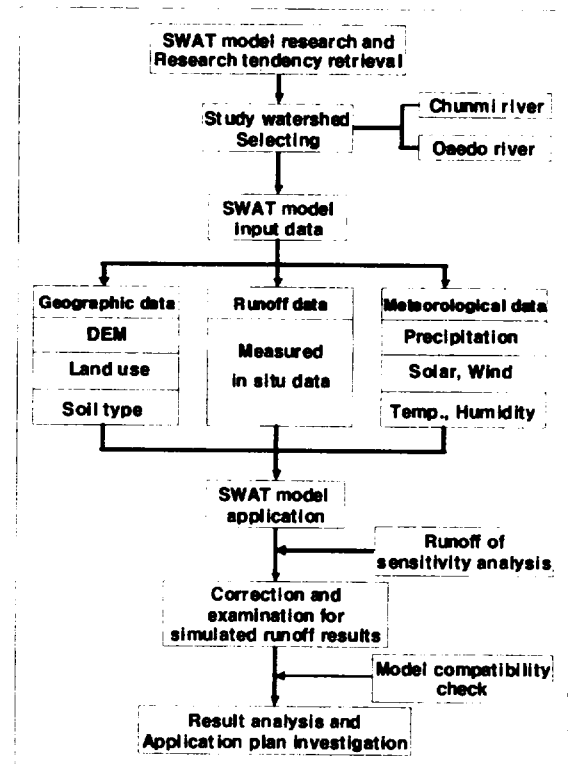 SWAT model research and
Research tendency retrieval
Study watershed
Selecting
Chunmi river
Oaedo river
SWAT model
input data
Geographic data
DEM
Land use
Soil type
Runoff data
Measured
in situ data
Meteorological data
Precipitation
Solar, Wind
Temp., Humidity
SWAT model
application
Runoff of
sensitivity analysis
Correction and
examination for
simulated runoff results
Model compatibility
check
Result analysis and
Application plan investigation